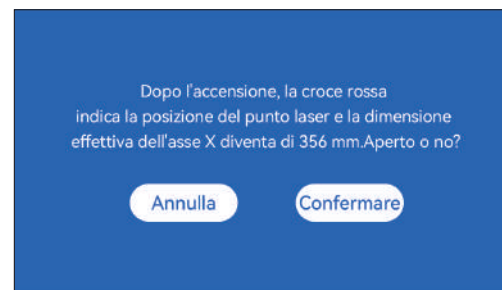 Dopo l'accensione, la croce rossa
indica la posizione del punto laser e la dimensione
effettiva dell'asse X diventa di 356 mm.Aperto o no?
Annulla
Confermare